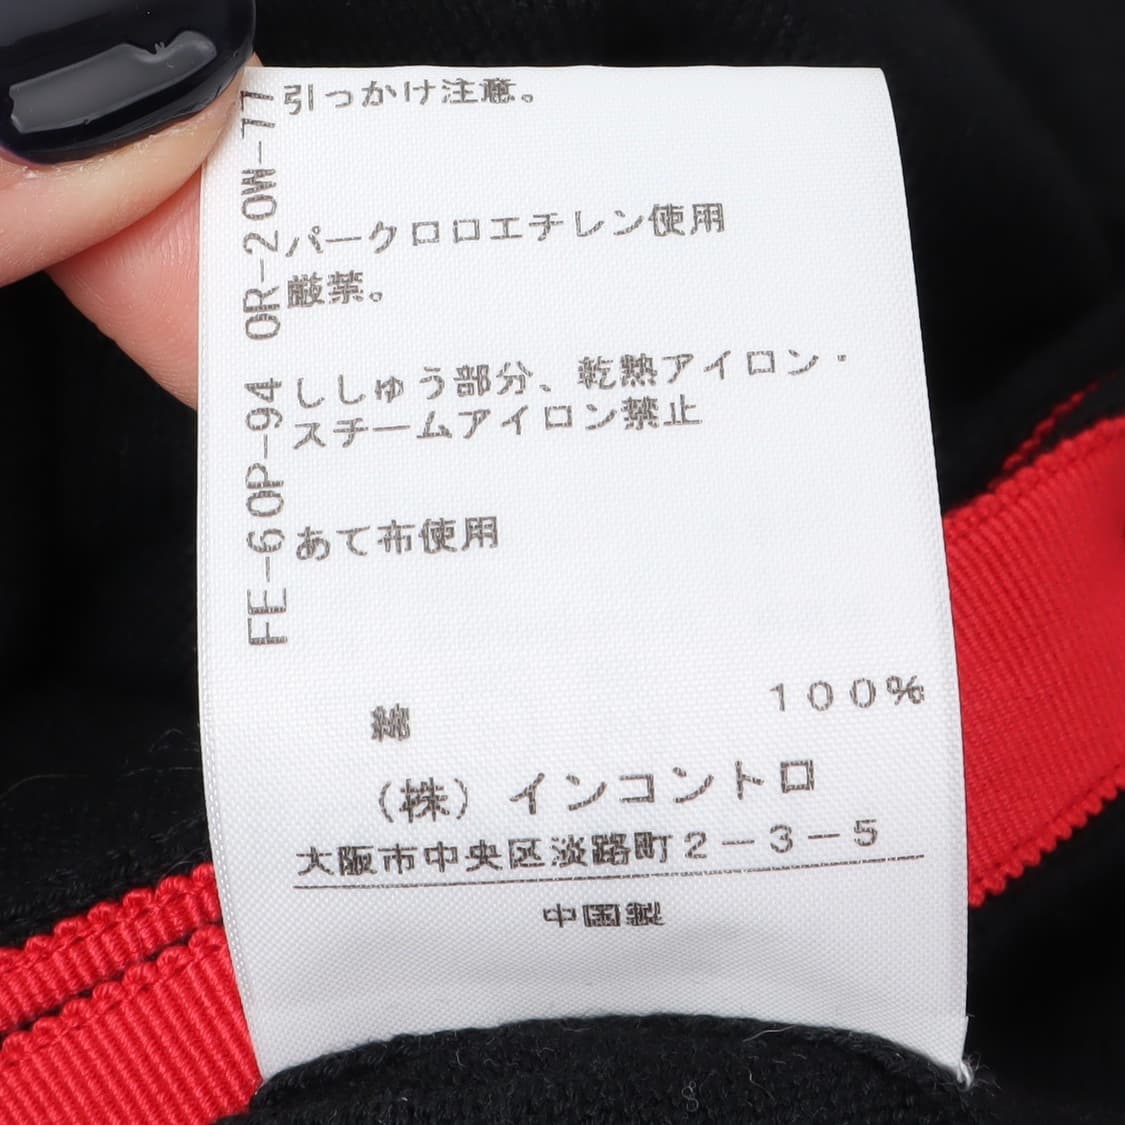 引っかけ注意。
パークロロエチレン使用
厳禁。
ししゅう部分、乾熱アイロン・
スチームアイロン禁止
あて布使用
綿 100%
(株)インコントロ
大阪市中央区淡路町2-3-5
中国製
FE-60P-94 OR-20W-77